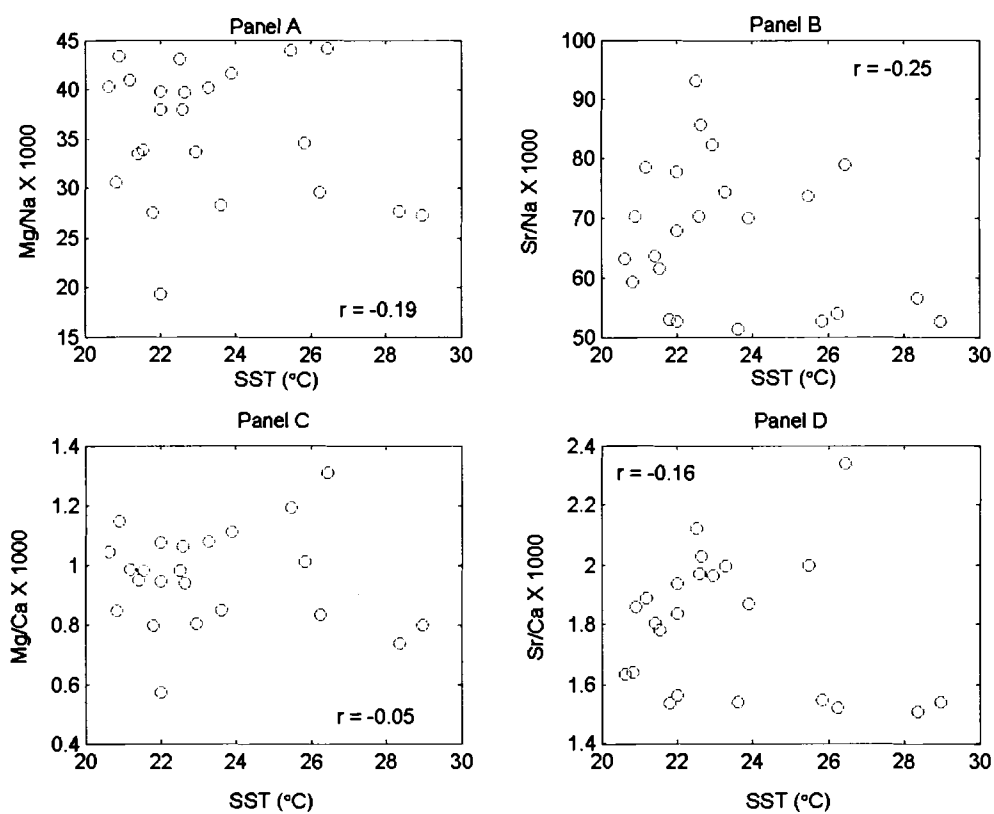 Panel A
45
40
35
30
25
20
15
Mg/Na X 1000
r = -0.19
20 22 24 26 28 30
SST (°C)
Panel B
100
90
80
70
60
50
Sr/Na X 1000
r = -0.25
20 22 24 26 28 30
SST (°C)
Panel C
1.4
1.2
1
0.8
0.6
0.4
Mg/Ca X 1000
r = -0.05
20 22 24 26 28 30
SST (°C)
Panel D
2.4
2.2
2
1.8
1.6
1.4
Sr/Ca X 1000
r = -0.16
20 22 24 26 28 30
SST (°C)